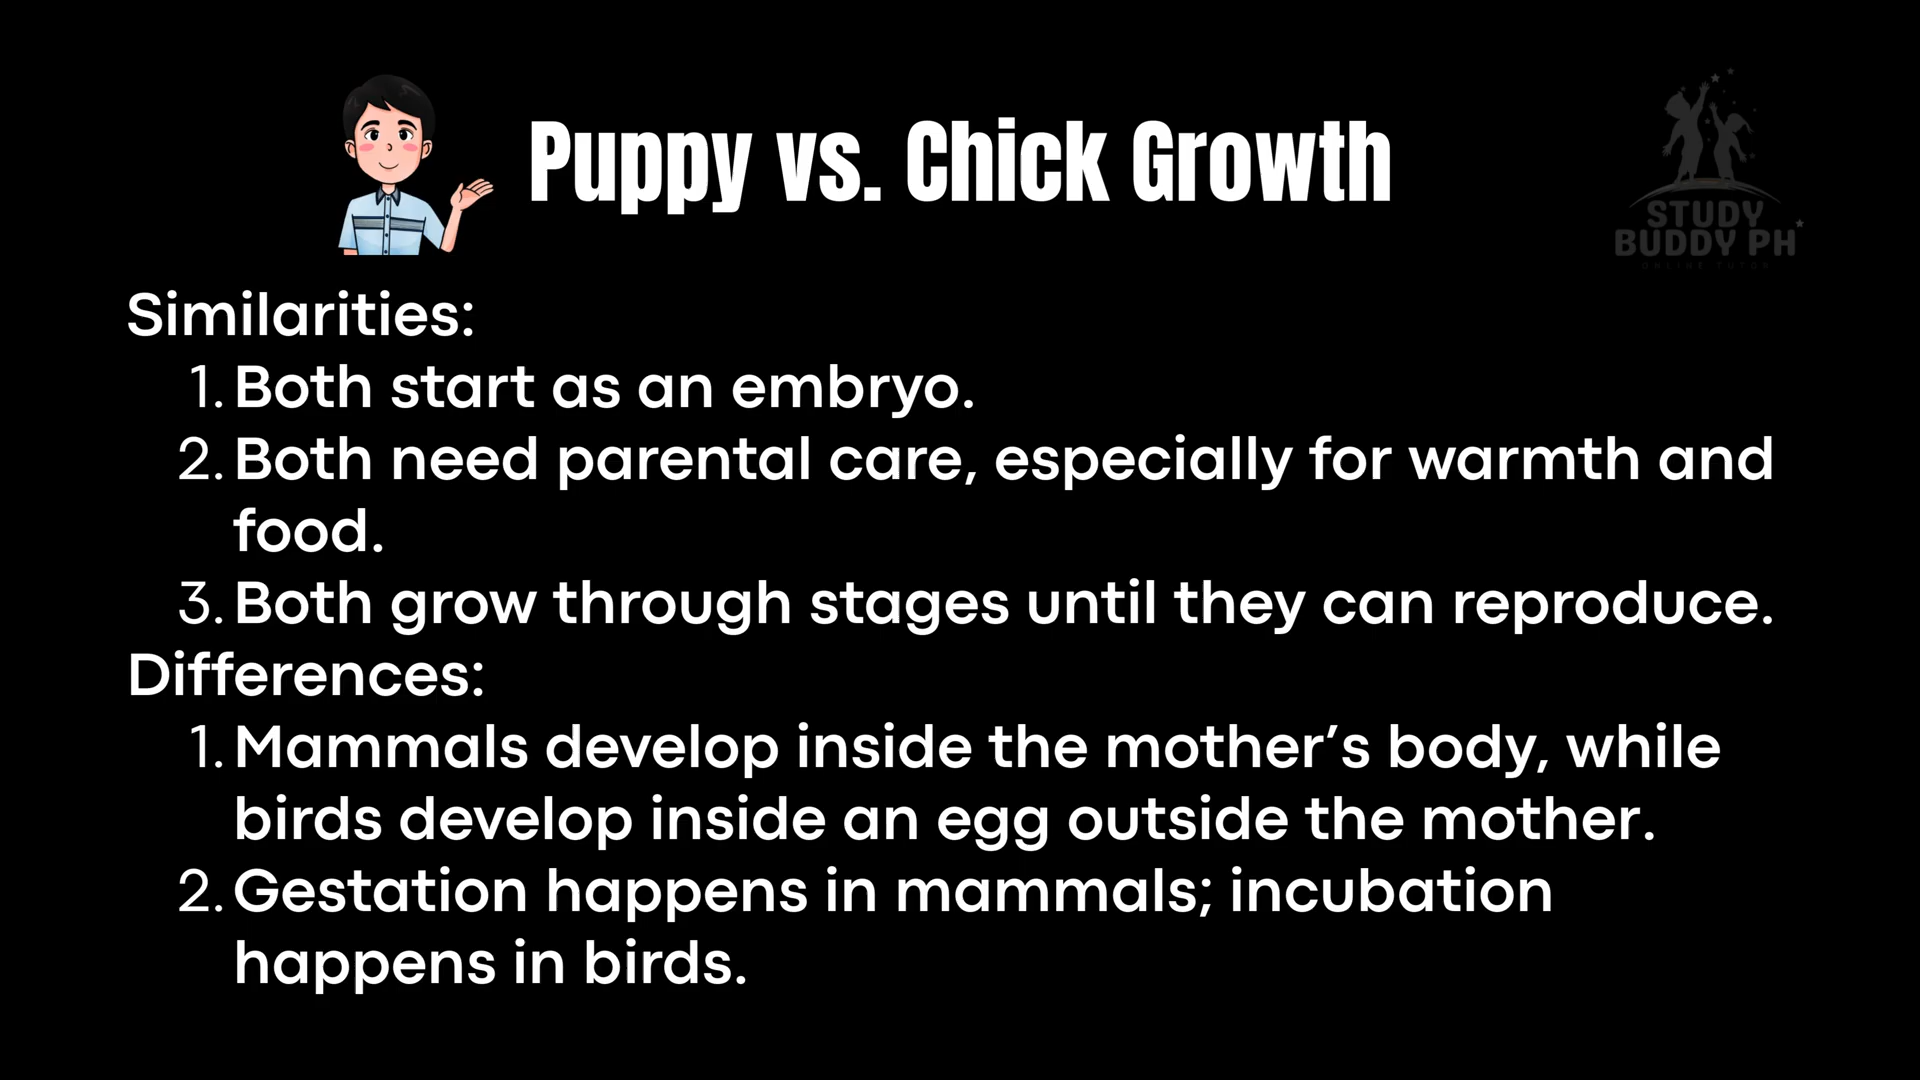 Puppy vs. Chick Growth
STUDY
BUDDY PH
ONLINE TUTOR
Similarities:
1. Both start as an embryo.
2. Both need parental care, especially for warmth and
food.
3. Both grow through stages until they can reproduce.
Differences:
1. Mammals develop inside the mother’s body, while
birds develop inside an egg outside the mother.
2. Gestation happens in mammals; incubation
happens in birds.